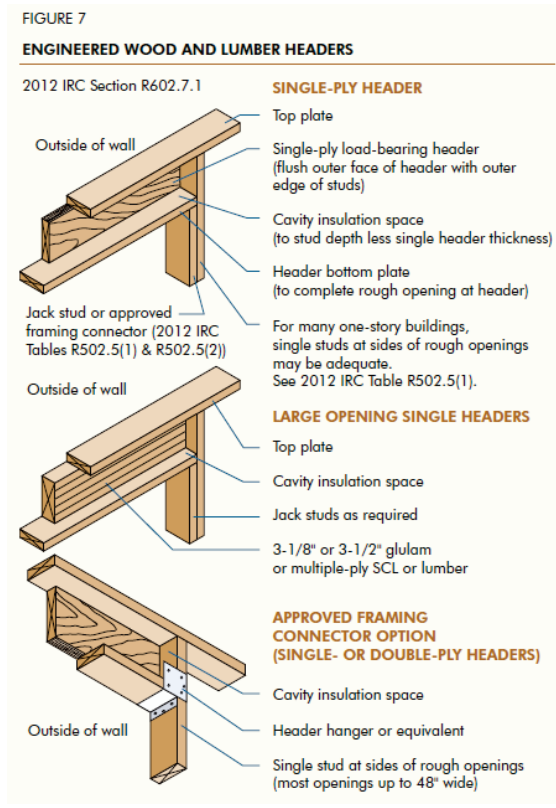 FIGURE 7
ENGINEERED WOOD AND LUMBER HEADERS
2012 IRC Section R602.7.1
SINGLE-PLY HEADER
Top plate
Outside of wall
Single-ply load-bearing header
(flush outer face of header with outer
edge of studs)
Cavity insulation space
(to stud depth less single header thickness)
Header bottom plate
(to complete rough opening at header)
Jack stud or approved
framing connector (2012 IRC
Tables R502.5(1) & R502.5(2))
For many one-story buildings,
single studs at sides of rough openings
may be adequate.
See 2012 IRC Table R502.5(1).
Outside of wall
LARGE OPENING SINGLE HEADERS
Top plate
Cavity insulation space
Jack studs as required
3-1/8" or 3-1/2" glulam
or multiple-ply SCL or lumber
APPROVED FRAMING
CONNECTOR OPTION
(SINGLE- OR DOUBLE-PLY HEADERS)
Cavity insulation space
Outside of wall
Header hanger or equivalent
Single stud at sides of rough openings
(most openings up to 48" wide)